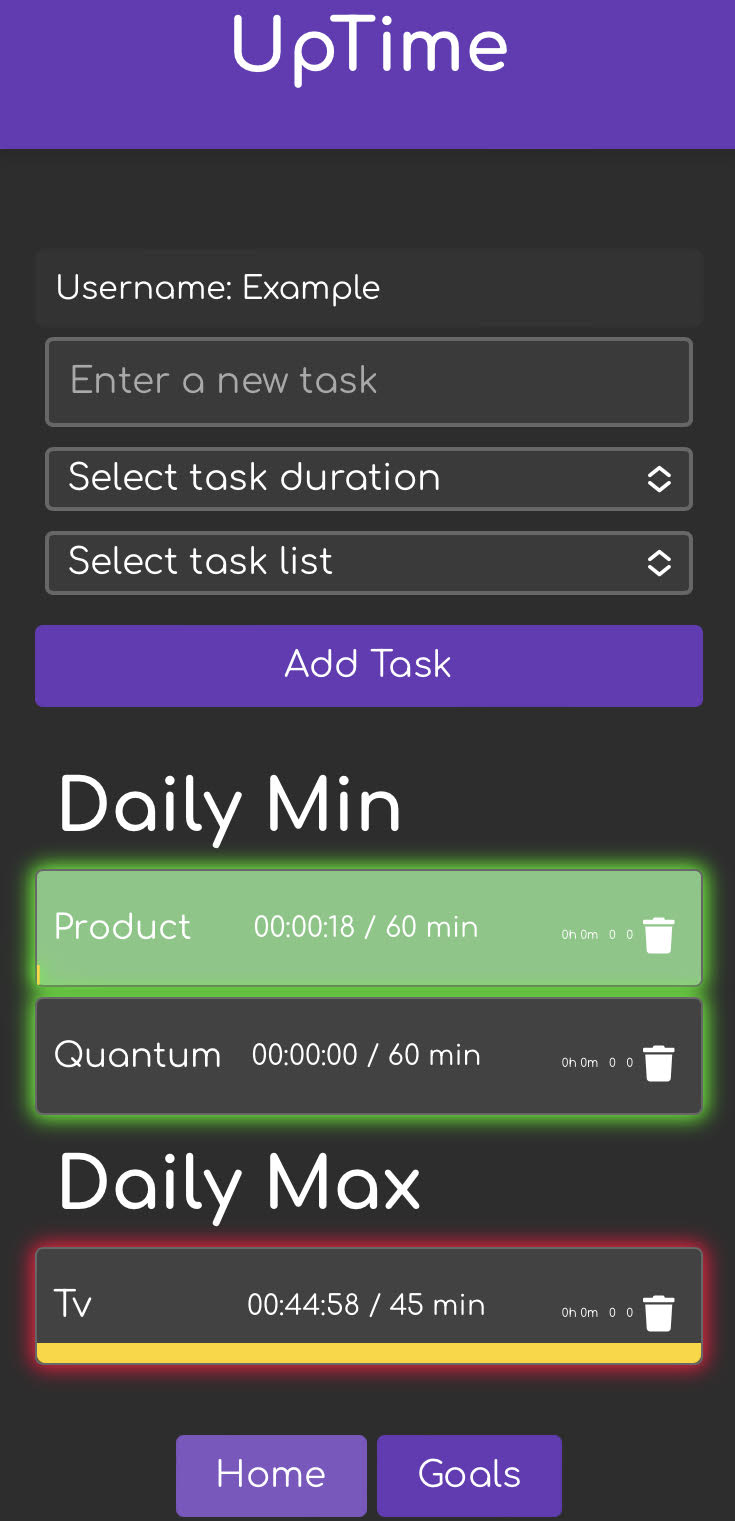 UpTime
Username: Example
Enter a new task
Select task duration
Select task list
Add Task
Daily Min
Product 00:00:18 / 60 min 0h 0m 0 0
Quantum 00:00:00 / 60 min 0h 0m 0 0
Daily Max
Tv 00:44:58 / 45 min 0h 0m 0 0
Home Goals